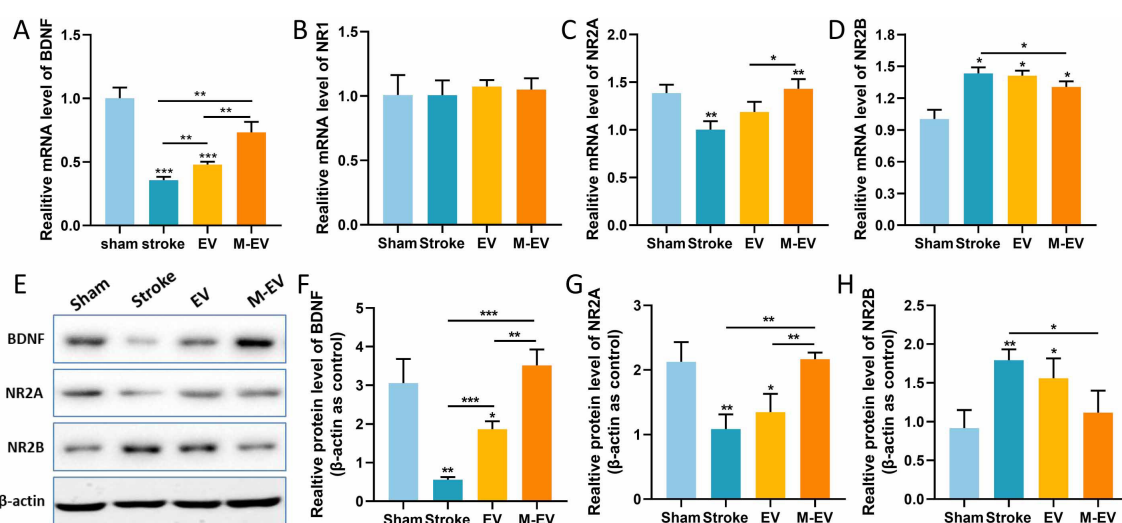 A
Realitive mRNA level of BDNF
1.5
1.0
0.5
0.0
**
**
**
***
***
sham stroke EV M-EV
B
Realitive mRNA level of NR1
1.5
1.0
0.5
0.0
Sham Stroke EV M-EV
C
Realitive mRNA level of NR2A
2.0
1.5
1.0
0.5
0.0
*
**
**
Sham Stroke EV M-EV
D
Realitive mRNA level of NR2B
1.8
1.5
1.2
0.9
0.6
0.3
0.0
*
*
*
*
Sham Stroke EV M-EV
E
Sham Stroke EV M-EV
BDNF
NR2A
NR2B
β-actin
F
Realtive protein level of BDNF
(β-actin as control)
5
4
3
2
1
0
***
**
***
*
**
Sham Stroke EV M-EV
G
Realtive protein level of NR2A
(β-actin as control)
3
2
1
0
**
**
*
**
Sham Stroke EV M-EV
H
Realtive protein level of NR2B
(β-actin as control)
2.5
2.0
1.5
1.0
0.5
0.0
*
**
*
Sham Stroke EV M-EV